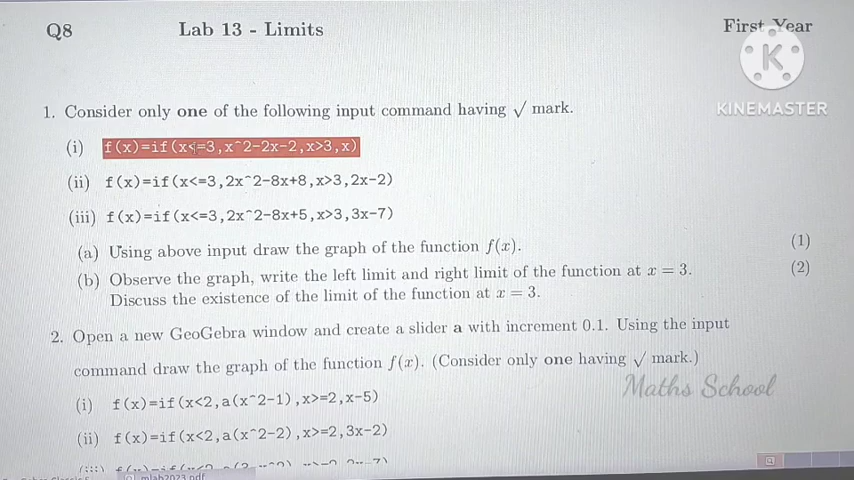 Q8 Lab 13 - Limits First Year
K
KINEMASTER
1. Consider only one of the following input command having √ mark.
(i) f(x)=if(x<=3,x^2-2x-2,x>3,x)
(ii) f(x)=if(x<=3,2x^2-8x+8,x>3,2x-2)
(iii) f(x)=if(x<=3,2x^2-8x+5,x>3,3x-7)
(a) Using above input draw the graph of the function f(x). (1)
(b) Observe the graph, write the left limit and right limit of the function at x = 3. (2)
Discuss the existence of the limit of the function at x = 3.
2. Open a new GeoGebra window and create a slider a with increment 0.1. Using the input
command draw the graph of the function f(x). (Consider only one having √ mark.)
Maths School
(i) f(x)=if(x<2,a(x^2-1),x>=2,x-5)
(ii) f(x)=if(x<2,a(x^2-2),x>=2,3x-2)
mlab2023.pdf